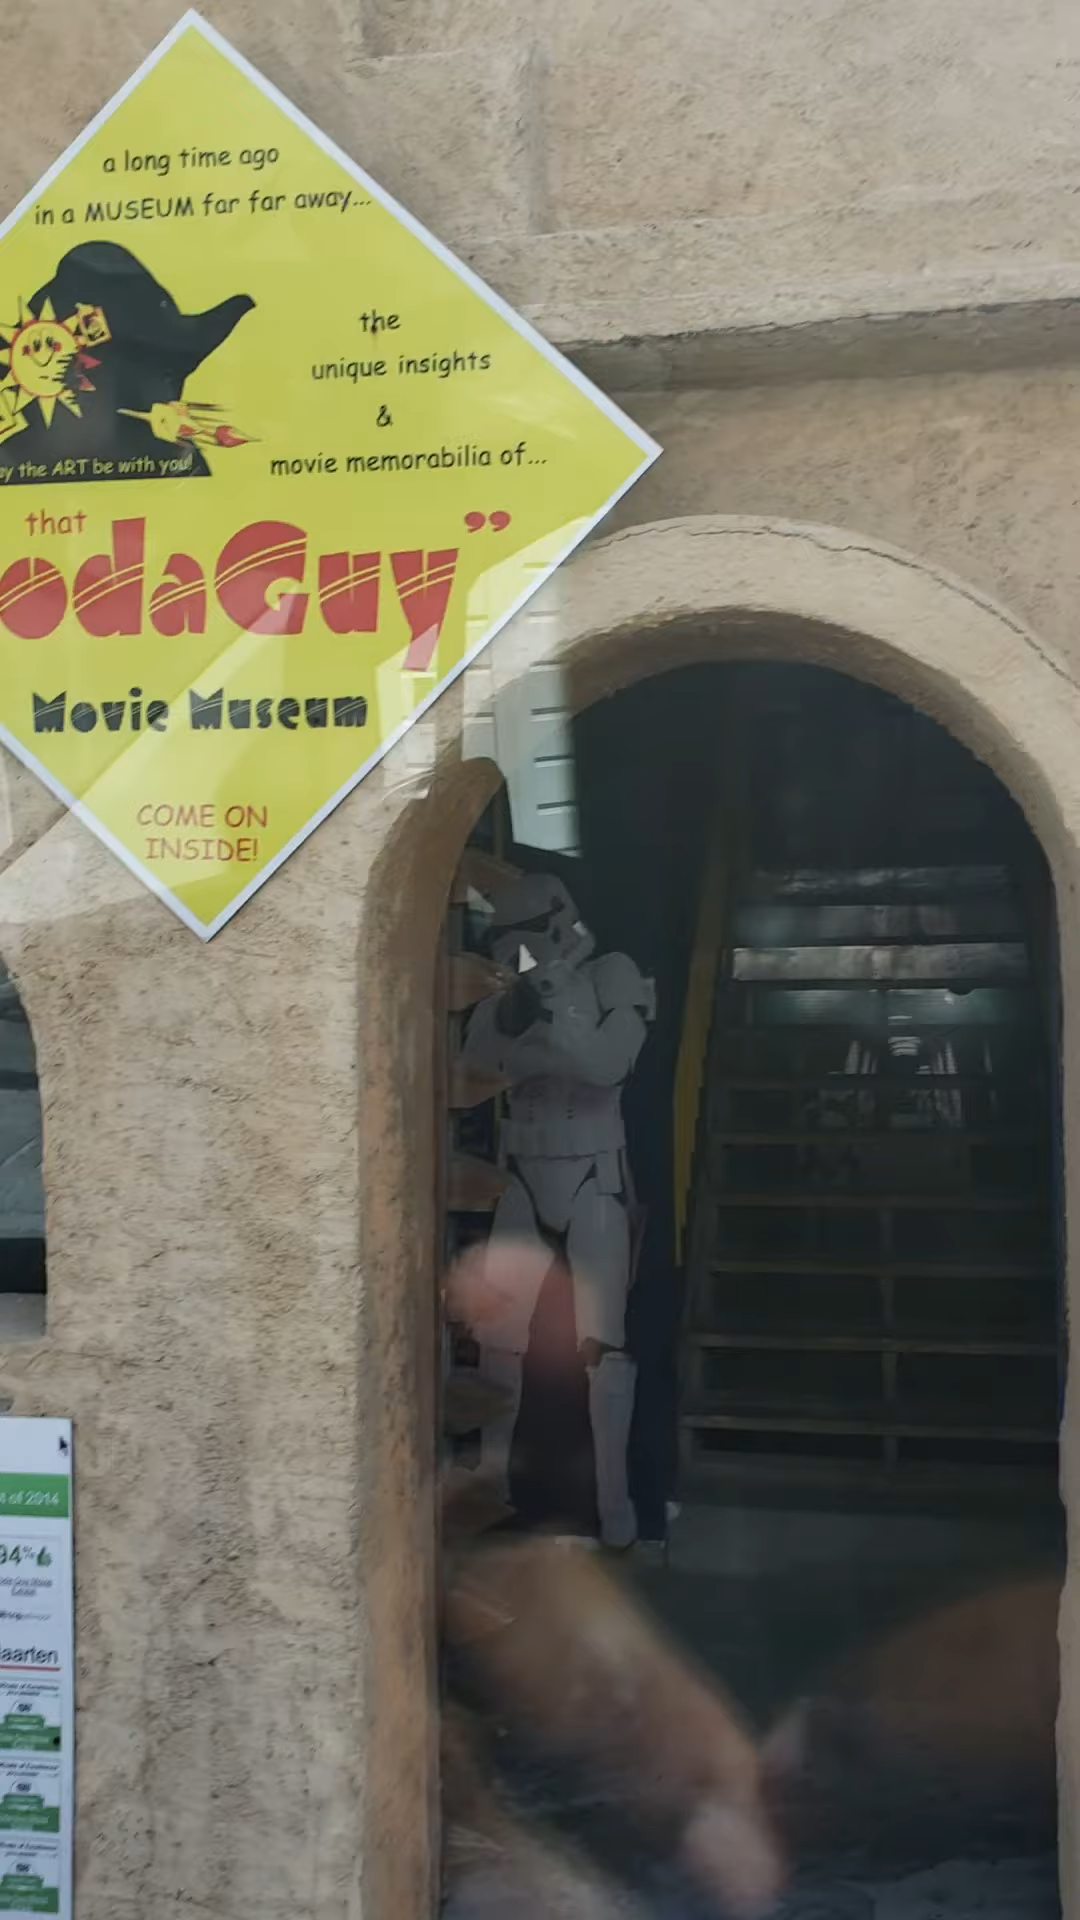 a long time ago
in a MUSEUM far far away...
the
unique insights
&
movie memorabilia of...
the ART be with you!
that
odaGuy”
Movie Museum
COME ON
INSIDE!
of 2014
94%
aarten